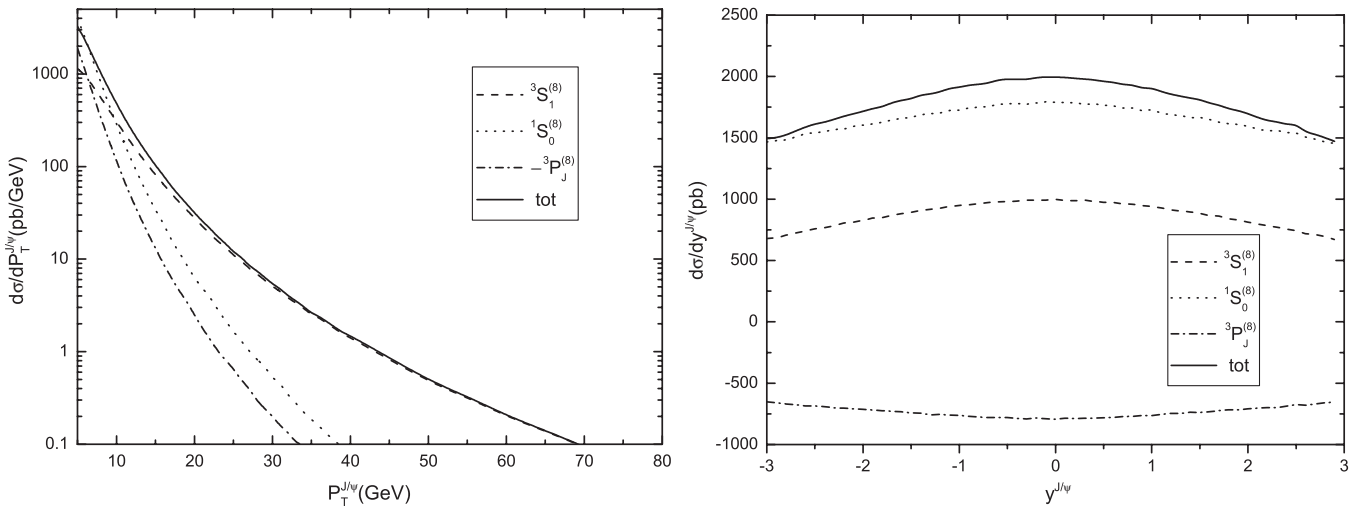 dσ/dP_T^{J/ψ}(pb/GeV)
1000
100
10
1
0.1
10 20 30 40 50 60 70 80
P_T^{J/ψ}(GeV)
³S₁⁽⁸⁾
¹S₀⁽⁸⁾
−³P_J⁽⁸⁾
tot
dσ/dy^{J/ψ}(pb)
2500
2000
1500
1000
500
0
-500
-1000
-3 -2 -1 0 1 2 3
y^{J/ψ}
³S₁⁽⁸⁾
¹S₀⁽⁸⁾
³P_J⁽⁸⁾
tot